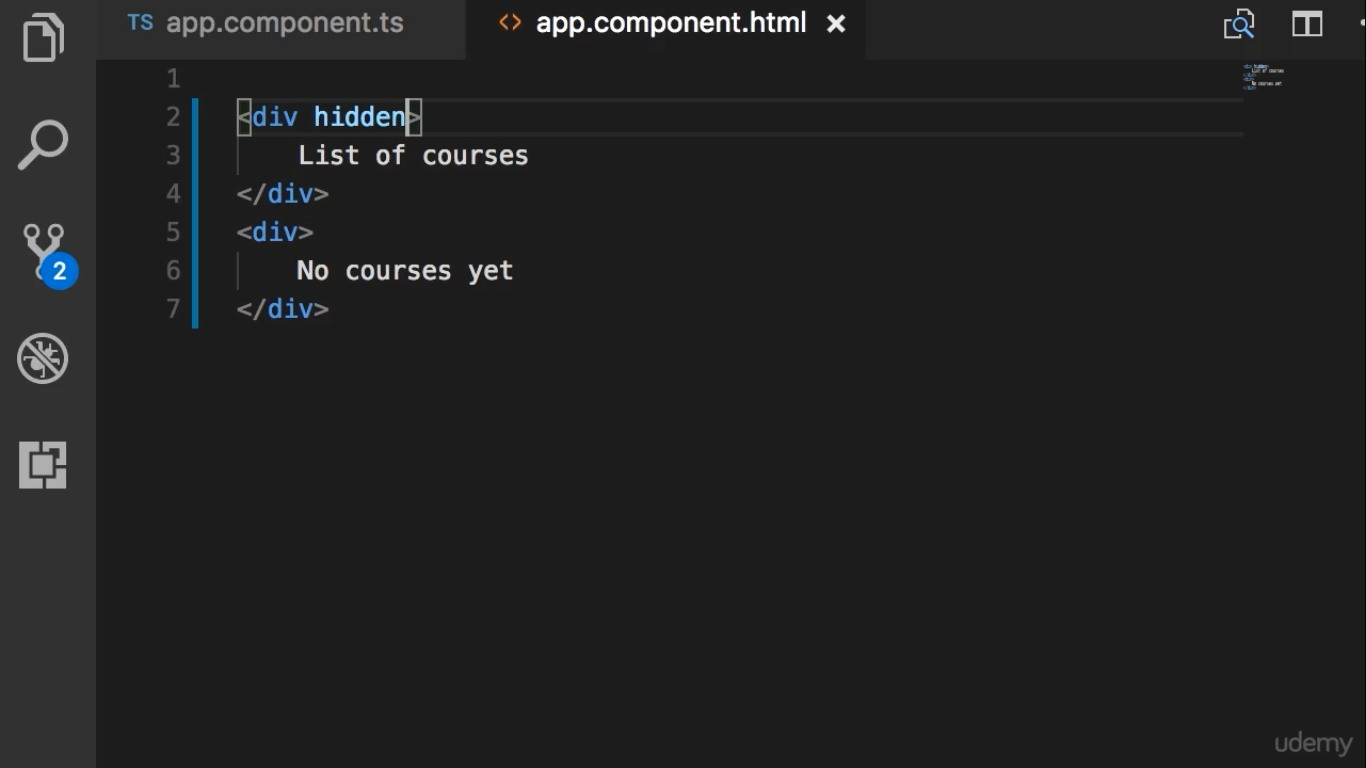 TS app.component.ts <> app.component.html
1
2 <div hidden>
3 List of courses
4 </div>
5 <div>
6 No courses yet
7 </div>
2
udemy